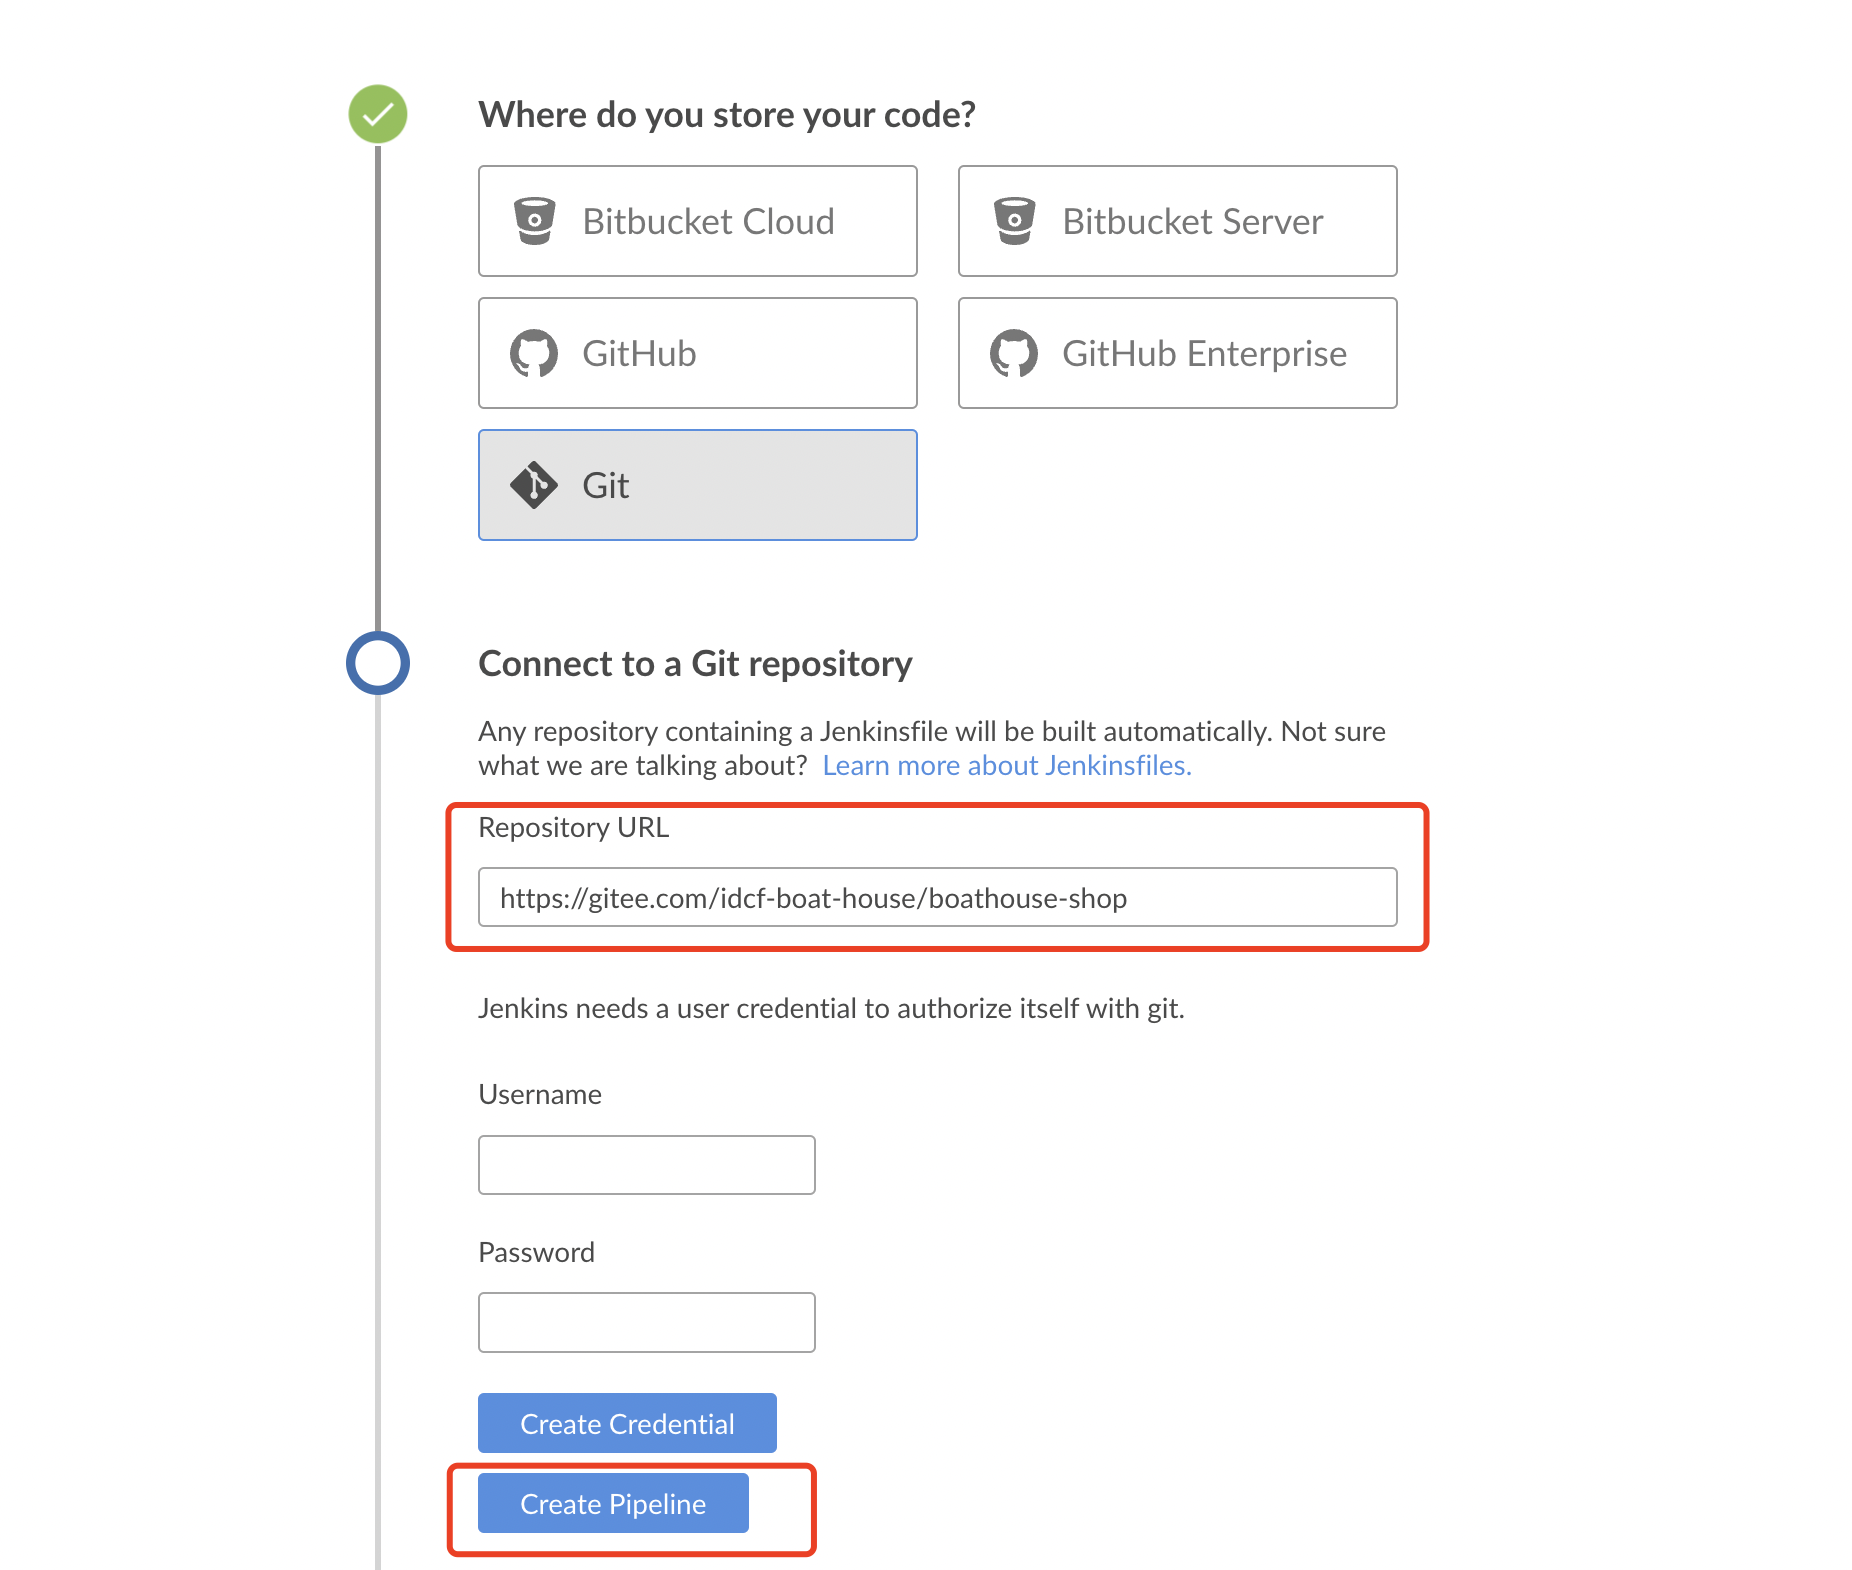 Where do you store your code?
Bitbucket Cloud
Bitbucket Server
GitHub
GitHub Enterprise
Git
Connect to a Git repository
Any repository containing a Jenkinsfile will be built automatically. Not sure
what we are talking about? Learn more about Jenkinsfiles.
Repository URL
https://gitee.com/idcf-boat-house/boathouse-shop
Jenkins needs a user credential to authorize itself with git.
Username
Password
Create Credential
Create Pipeline